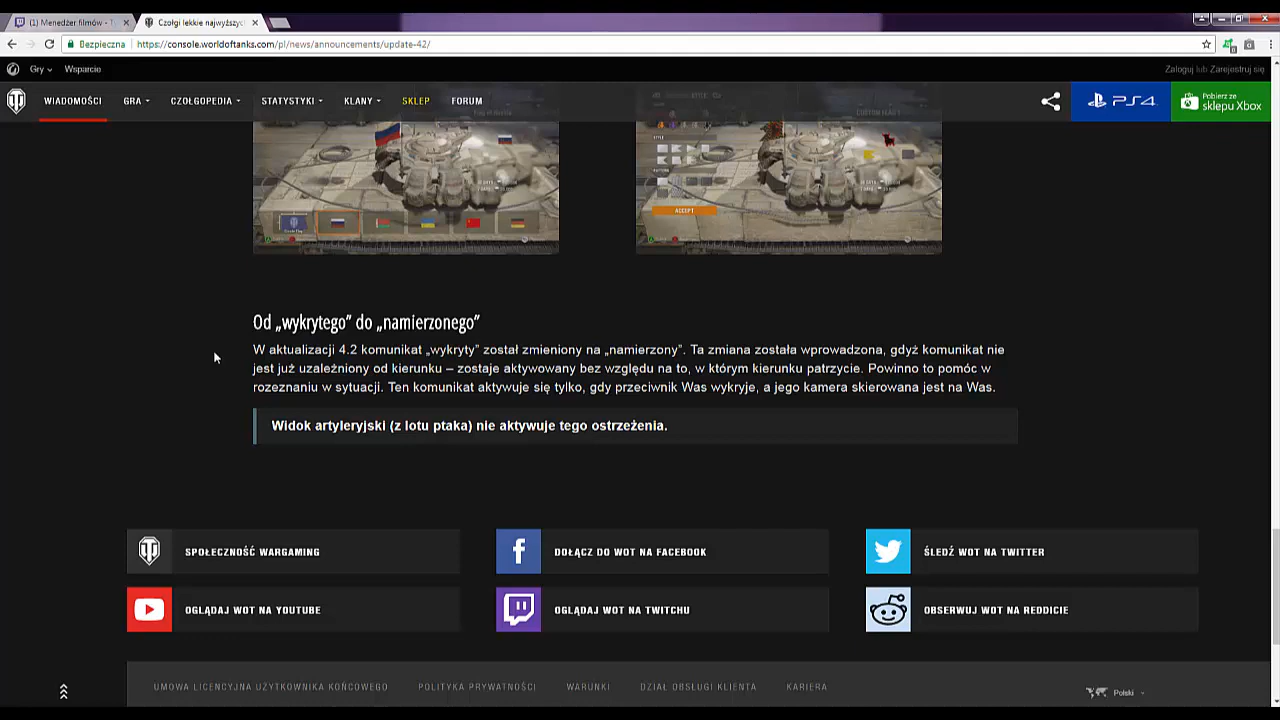 (1) Menedżer filmów - Tw
Czołgi lekkie najwyższyc
Bezpieczna
https://console.worldoftanks.com/pl/news/announcements/update-42/
Gry
Wsparcie
Zaloguj lub Zarejestruj się
WIADOMOŚCI
GRA
CZOŁGOPEDIA
STATYSTYKI
KLANY
SKLEP
FORUM
PS4
Pobierz ze
sklepu Xbox
ACCEPT
Od „wykrytego” do „namierzonego”
W aktualizacji 4.2 komunikat „wykryty” został zmieniony na „namierzony”. Ta zmiana została wprowadzona, gdyż komunikat nie
jest już uzależniony od kierunku – zostaje aktywowany bez względu na to, w którym kierunku patrzycie. Powinno to pomóc w
rozeznaniu w sytuacji. Ten komunikat aktywuje się tylko, gdy przeciwnik Was wykryje, a jego kamera skierowana jest na Was.
Widok artyleryjski (z lotu ptaka) nie aktywuje tego ostrzeżenia.
SPOŁECZNOŚĆ WARGAMING
DOŁĄCZ DO WOT NA FACEBOOK
ŚLEDŹ WOT NA TWITTER
OGLĄDAJ WOT NA YOUTUBE
OGLĄDAJ WOT NA TWITCHU
OBSERWUJ WOT NA REDDICIE
UMOWA LICENCYJNA UŻYTKOWNIKA KOŃCOWEGO
POLITYKA PRYWATNOŚCI
WARUNKI
DZIAŁ OBSŁUGI KLIENTA
KARIERA
Polski